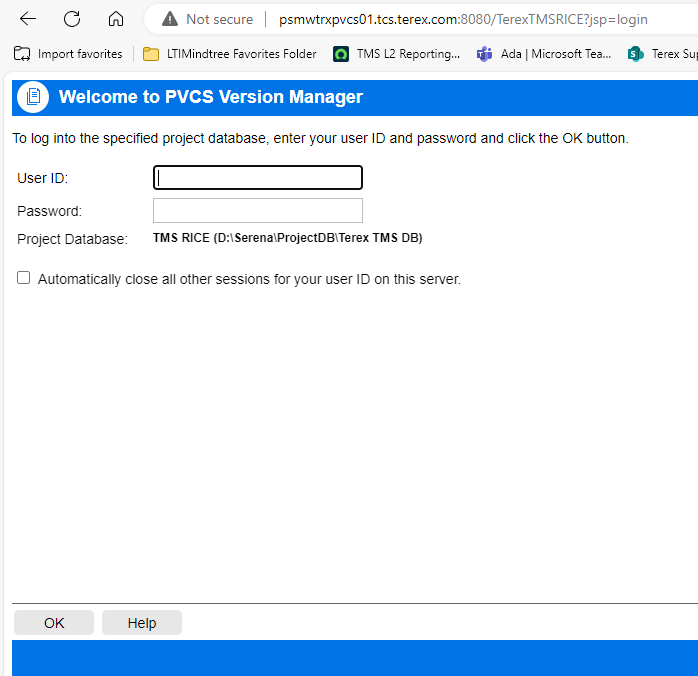 Not secure psmwtrxpvcs01.tcs.terex.com:8080/TerexTMSRICE?jsp=login
Import favorites LTIMindtree Favorites Folder TMS L2 Reporting... Ada | Microsoft Tea... Terex Sup
Welcome to PVCS Version Manager
To log into the specified project database, enter your user ID and password and click the OK button.
User ID:
Password:
Project Database: TMS RICE (D:\Serena\ProjectDB\Terex TMS DB)
Automatically close all other sessions for your user ID on this server.
OK Help